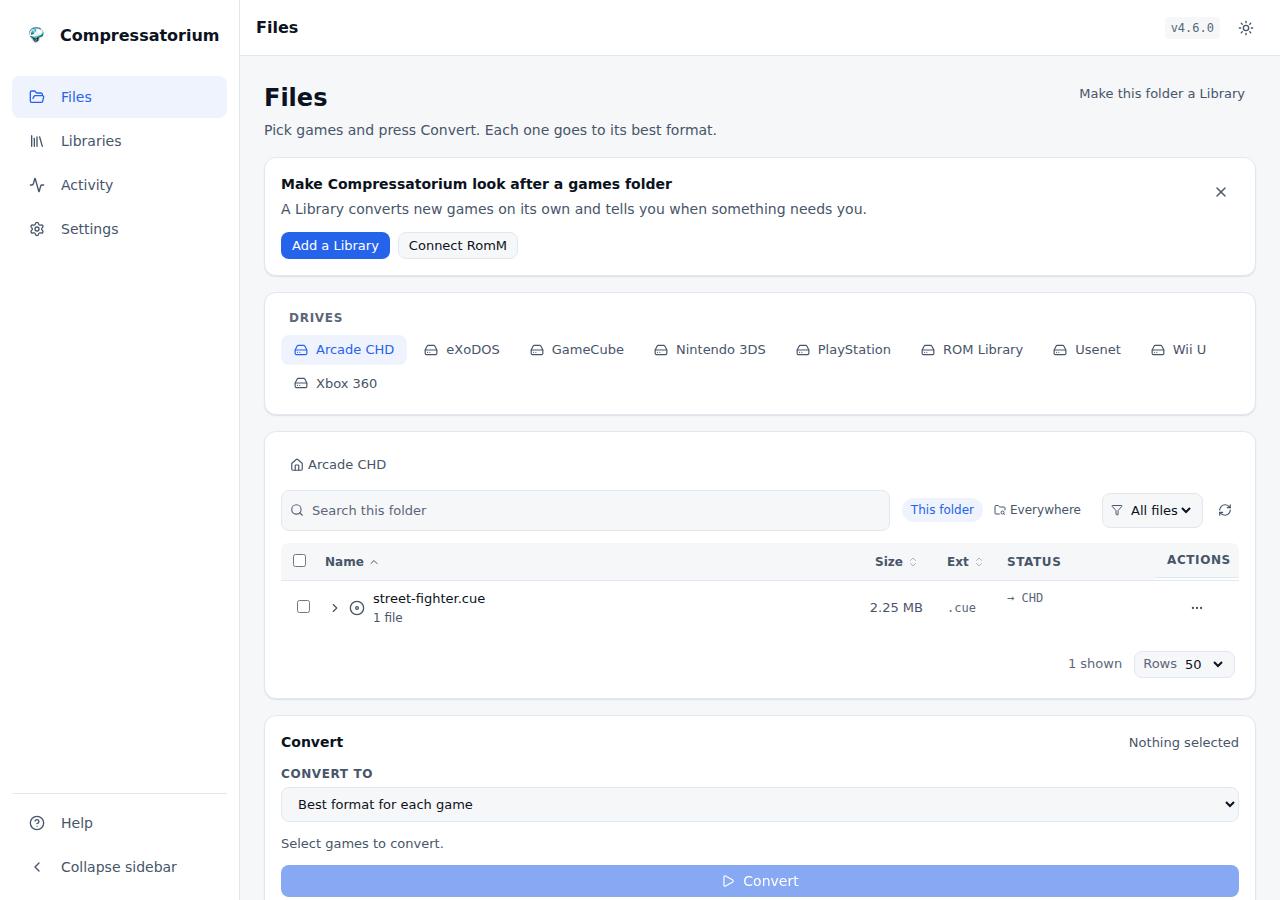 Compressatorium
Files
Libraries
Activity
Settings
Help
Collapse sidebar
Files
v4.6.0
Files
Make this folder a Library
Pick games and press Convert. Each one goes to its best format.
Make Compressatorium look after a games folder
A Library converts new games on its own and tells you when something needs you.
Add a Library
Connect RomM
DRIVES
Arcade CHD
eXoDOS
GameCube
Nintendo 3DS
PlayStation
ROM Library
Usenet
Wii U
Xbox 360
Arcade CHD
Search this folder
This folder
Everywhere
All files
Name
Size
Ext
STATUS
ACTIONS
street-fighter.cue
1 file
2.25 MB
.cue
→ CHD
1 shown
Rows 50
Convert
Nothing selected
CONVERT TO
Best format for each game
Select games to convert.
Convert